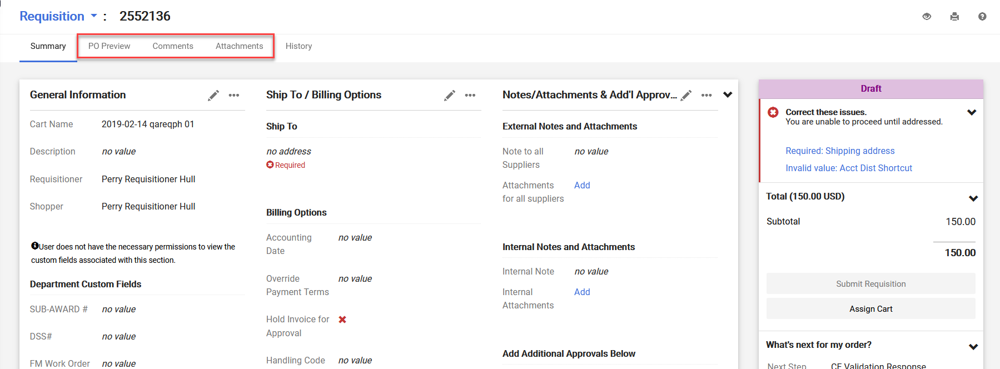 Requisition : 2552136
Summary PO Preview Comments Attachments History
General Information
Cart Name 2019-02-14 qareqph 01
Description no value
Requisitioner Perry Requisitioner Hull
Shopper Perry Requisitioner Hull
User does not have the necessary permissions to view the
custom fields associated with this section.
Department Custom Fields
SUB-AWARD # no value
DSS# no value
FM Work Order no value
Ship To / Billing Options
Ship To
no address
Required
Billing Options
Accounting
Date
no value
Override
Payment Terms
no value
Hold Invoice for
Approval
Handling Code no value
Notes/Attachments & Add'l Approv...
External Notes and Attachments
Note to all
Suppliers
no value
Attachments
for all suppliers
Add
Internal Notes and Attachments
Internal Note no value
Internal
Attachments
Add
Add Additional Approvals Below
Draft
Correct these issues.
You are unable to proceed until addressed.
Required: Shipping address
Invalid value: Acct Dist Shortcut
Total (150.00 USD)
Subtotal 150.00
150.00
Submit Requisition
Assign Cart
What's next for my order?
Next Step CF Validation Response